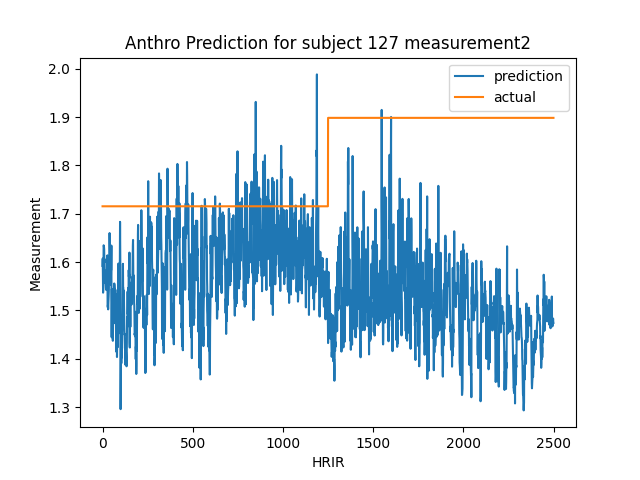 Anthro Prediction for subject 127 measurement2
prediction
actual
2.0
1.9
1.8
1.7
1.6
1.5
1.4
1.3
Measurement
0
500
1000
1500
2000
2500
HRIR